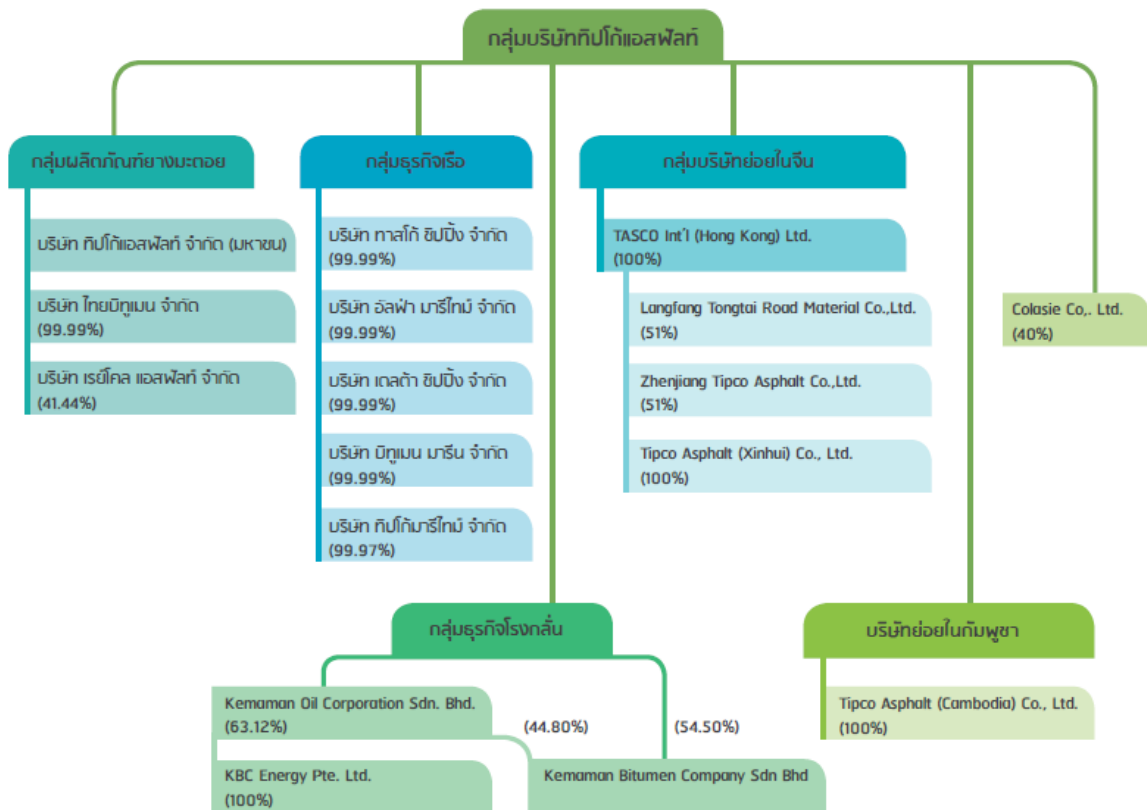 กลุ่มบริษัททิปโก้แอสฟัลท์
กลุ่มผลิตภัณฑ์ยางมะตอย
บริษัท ทิปโก้แอสฟัลท์ จำกัด (มหาชน)
บริษัท ไทยบิทูเมน จำกัด
(99.99%)
บริษัท เรย์โคล แอสฟัลท์ จำกัด
(41.44%)
กลุ่มธุรกิจเรือ
บริษัท ทาสโก้ ชิปปิ้ง จำกัด
(99.99%)
บริษัท อัลฟ่า มารีไทม์ จำกัด
(99.99%)
บริษัท เดลต้า ชิปปิ้ง จำกัด
(99.99%)
บริษัท บิทูเมน มารีน จำกัด
(99.99%)
บริษัท ทิปโก้มารีไทม์ จำกัด
(99.97%)
กลุ่มบริษัทย่อยในจีน
TASCO Int'l (Hong Kong) Ltd.
(100%)
Langfang Tongtai Road Material Co.,Ltd.
(51%)
Zhenjiang Tipco Asphalt Co.,Ltd.
(51%)
Tipco Asphalt (Xinhui) Co., Ltd.
(100%)
Colasie Co,. Ltd.
(40%)
กลุ่มธุรกิจโรงกลั่น
Kemaman Oil Corporation Sdn. Bhd.
(63.12%)
(44.80%)
(54.50%)
KBC Energy Pte. Ltd.
(100%)
Kemaman Bitumen Company Sdn Bhd
บริษัทย่อยในกัมพูชา
Tipco Asphalt (Cambodia) Co., Ltd.
(100%)